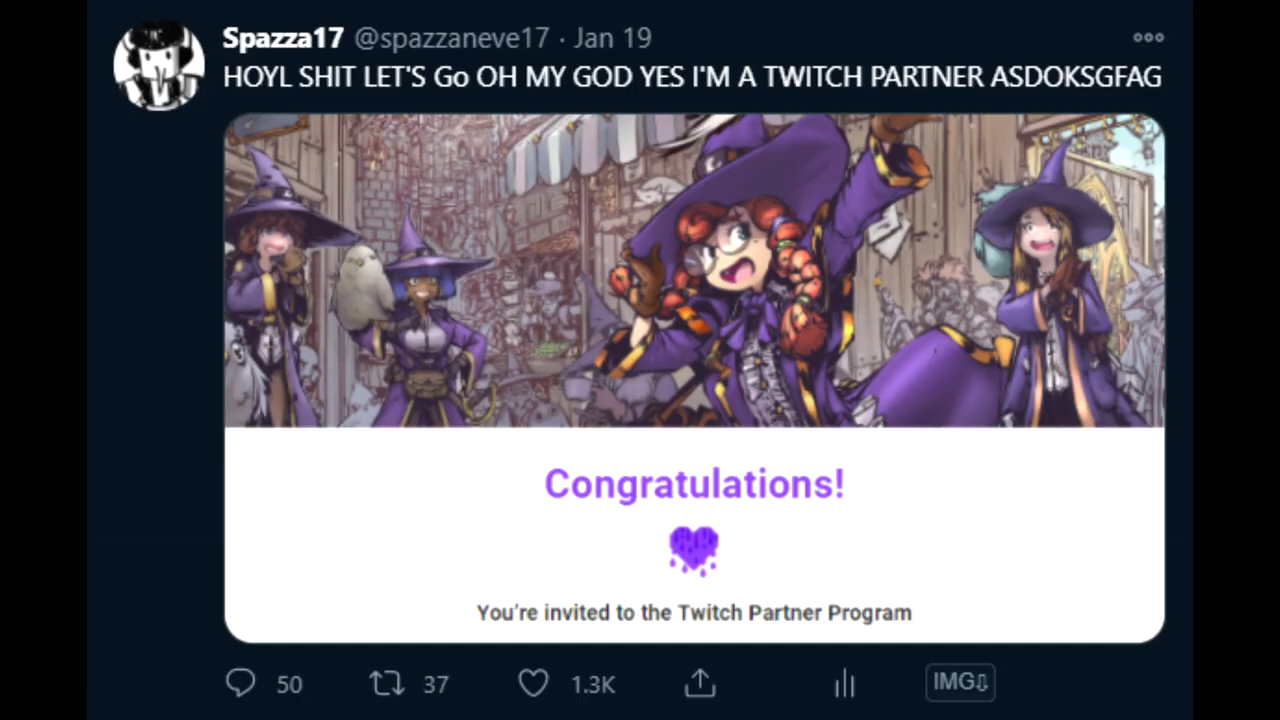 Spazza17 @spazzaneve17 · Jan 19
HOYL SHIT LET'S Go OH MY GOD YES I'M A TWITCH PARTNER ASDOKSGFAG
Congratulations!
You're invited to the Twitch Partner Program
50 37 1.3K IMG⇩